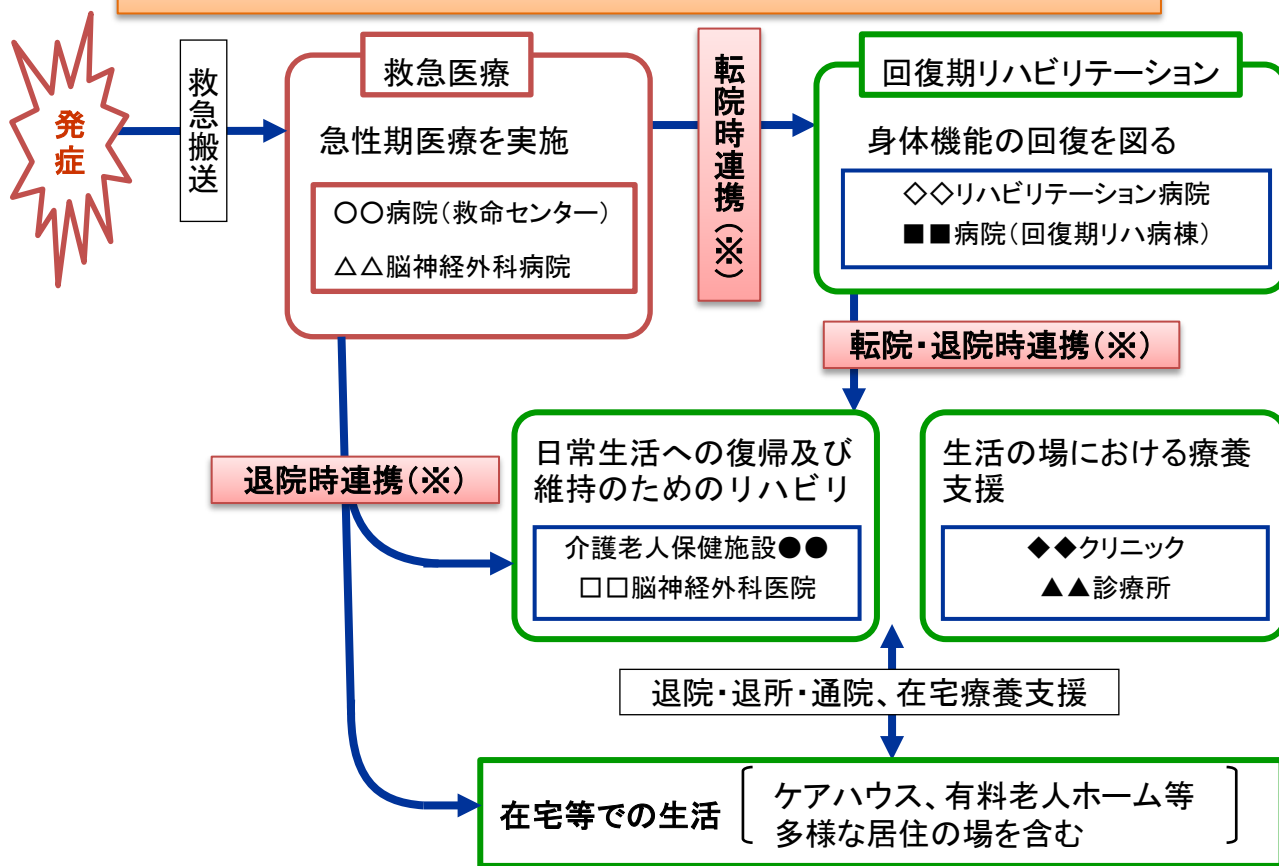 発
症
救急搬送
救急医療
急性期医療を実施
○○病院(救命センター)
△△脳神経外科病院
転院時連携(※)
回復期リハビリテーション
身体機能の回復を図る
◇◇リハビリテーション病院
■■病院(回復期リハ病棟)
転院・退院時連携(※)
退院時連携(※)
日常生活への復帰及び
維持のためのリハビリ
介護老人保健施設●●
□□脳神経外科医院
生活の場における療養
支援
◆◆クリニック
▲▲診療所
退院・退所・通院、在宅療養支援
在宅等での生活
ケアハウス、有料老人ホーム等
多様な居住の場を含む